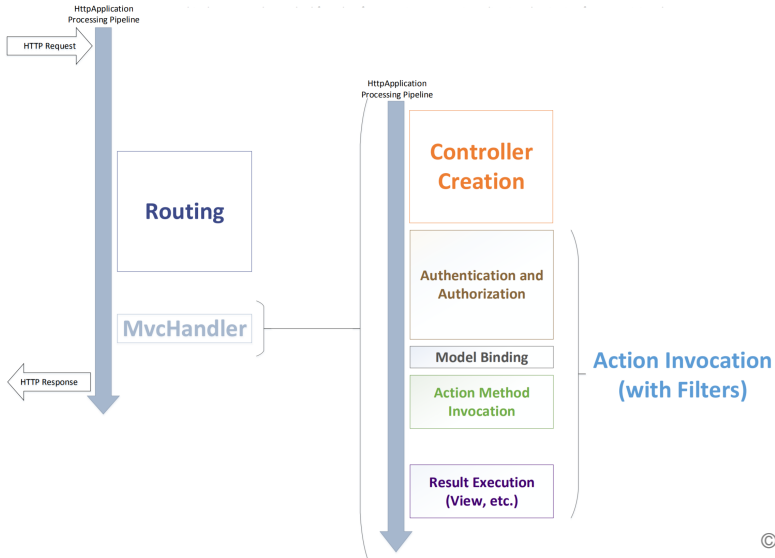 HttpApplication
Processing Pipeline
HTTP Request
Routing
MvcHandler
HTTP Response
HttpApplication
Processing Pipeline
Controller
Creation
Authentication and
Authorization
Model Binding
Action Method
Invocation
Result Execution
(View, etc.)
Action Invocation
(with Filters)
©